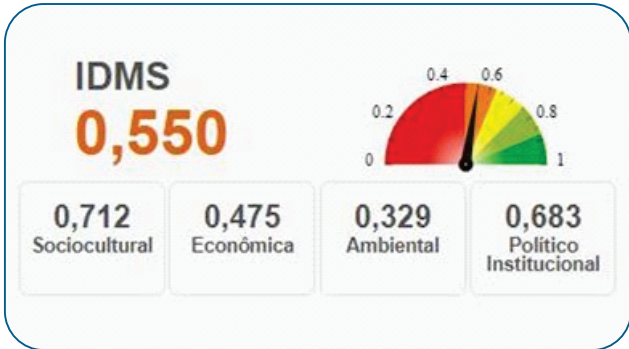 IDMS
0,550
0
0.2
0.4
0.6
0.8
1
0,712
Sociocultural
0,475
Econômica
0,329
Ambiental
0,683
Político
Institucional